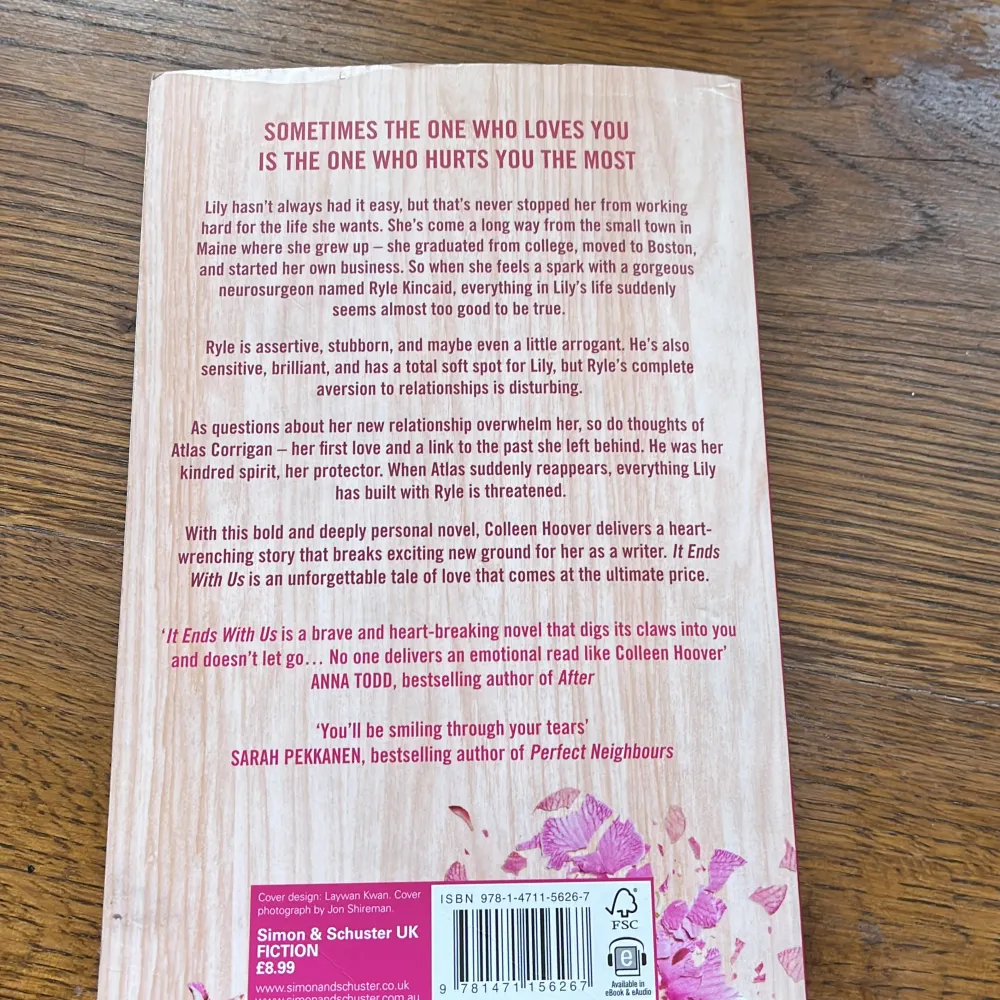 SOMETIMES THE ONE WHO LOVES YOU
IS THE ONE WHO HURTS YOU THE MOST
Lily hasn't always had it easy, but that's never stopped her from working
hard for the life she wants. She's come a long way from the small town in
Maine where she grew up – she graduated from college, moved to Boston,
and started her own business. So when she feels a spark with a gorgeous
neurosurgeon named Ryle Kincaid, everything in Lily's life suddenly
seems almost too good to be true.
Ryle is assertive, stubborn, and maybe even a little arrogant. He's also
sensitive, brilliant, and has a total soft spot for Lily, but Ryle's complete
aversion to relationships is disturbing.
As questions about her new relationship overwhelm her, so do thoughts of
Atlas Corrigan – her first love and a link to the past she left behind. He was her
kindred spirit, her protector. When Atlas suddenly reappears, everything Lily
has built with Ryle is threatened.
With this bold and deeply personal novel, Colleen Hoover delivers a heart-
wrenching story that breaks exciting new ground for her as a writer. It Ends
With Us is an unforgettable tale of love that comes at the ultimate price.
'It Ends With Us is a brave and heart-breaking novel that digs its claws into you
and doesn't let go… No one delivers an emotional read like Colleen Hoover'
ANNA TODD, bestselling author of After
'You'll be smiling through your tears'
SARAH PEKKANEN, bestselling author of Perfect Neighbours
Cover design: Laywan Kwan. Cover
photograph by Jon Shireman.
Simon & Schuster UK
FICTION
£8.99
www.simonandschuster.co.uk
www.simonandschuster.com.au
ISBN 978-1-4711-5626-7
9 781471 156267
FSC
e
Available in
eBook & eAudio